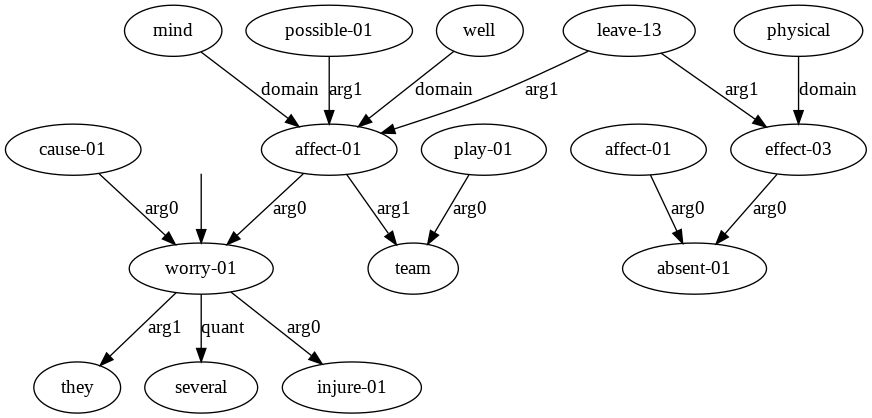 mind possible-01 well leave-13 physical
domain arg1 domain arg1 arg1 domain
cause-01 affect-01 play-01 affect-01 effect-03
arg0 arg0 arg1 arg0 arg0 arg0
worry-01 team absent-01
arg1 quant arg0
they several injure-01